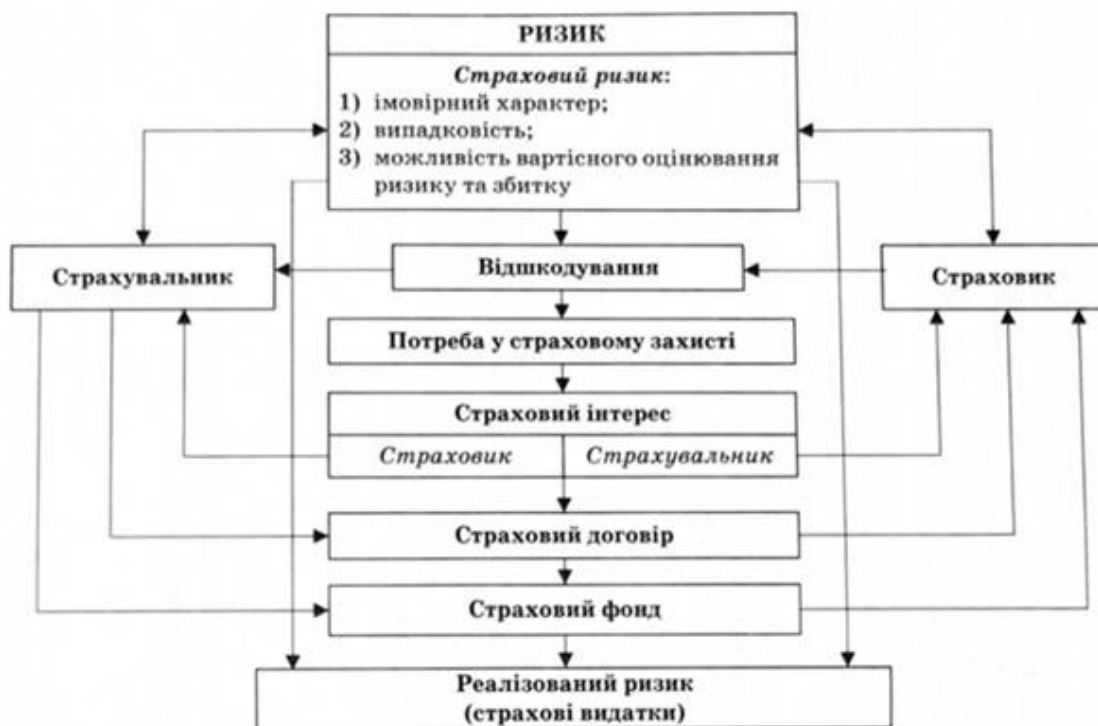 РИЗИК
Страховий ризик:
1) імовірний характер;
2) випадковість;
3) можливість вартісного оцінювання
ризику та збитку
Страхувальник
Відшкодування
Страховик
Потреба у страховому захисті
Страховий інтерес
Страховик
Страхувальник
Страховий договір
Страховий фонд
Реалізований ризик
(страхові видатки)